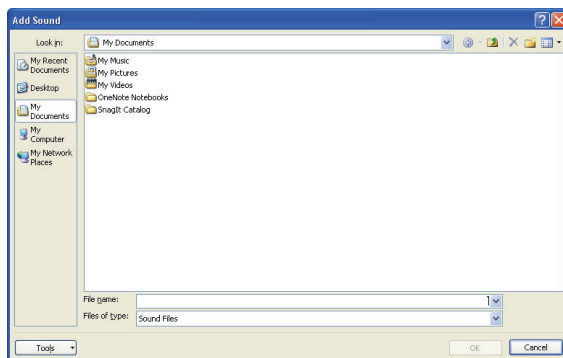 Add Sound
Look in:
My Documents
My Recent
Documents
Desktop
My
Documents
My
Computer
My Network
Places
My Music
My Pictures
My Videos
OneNote Notebooks
SnagIt Catalog
File name:
Files of type:
Sound Files
Tools
OK
Cancel